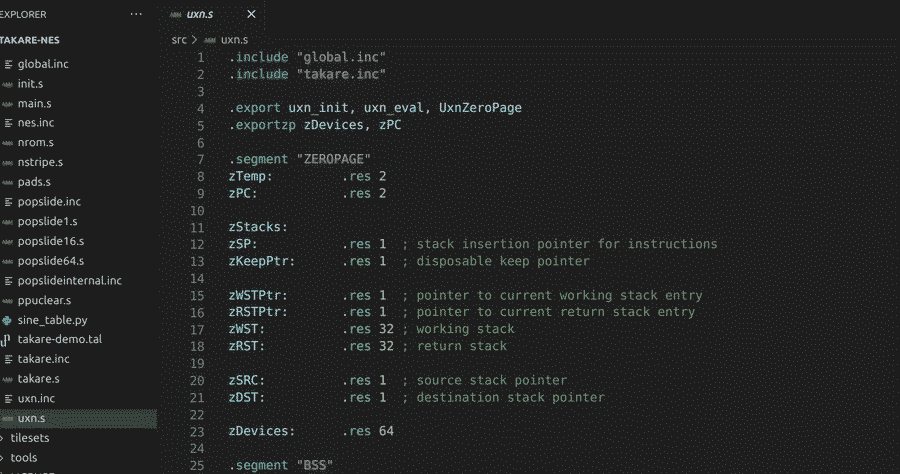 EXPLORER ...
TAKARE-NES
global.inc
init.s
main.s
nes.inc
nrom.s
nstripe.s
pads.s
popslide.inc
popslide1.s
popslide16.s
popslide64.s
popslideinternal.inc
ppuclear.s
sine_table.py
takare-demo.tal
takare.inc
takare.s
uxn.inc
uxn.s
tilesets
tools
uxn.s
src > uxn.s
1 .include "global.inc"
2 .include "takare.inc"
3
4 .export uxn_init, uxn_eval, UxnZeroPage
5 .exportzp zDevices, zPC
6
7 .segment "ZEROPAGE"
8 zTemp: .res 2
9 zPC: .res 2
10
11 zStacks:
12 zSP: .res 1 ; stack insertion pointer for instructions
13 zKeepPtr: .res 1 ; disposable keep pointer
14
15 zWSTPtr: .res 1 ; pointer to current working stack entry
16 zRSTPtr: .res 1 ; pointer to current return stack entry
17 zWST: .res 32 ; working stack
18 zRST: .res 32 ; return stack
19
20 zSRC: .res 1 ; source stack pointer
21 zDST: .res 1 ; destination stack pointer
22
23 zDevices: .res 64
24
25 .segment "BSS"